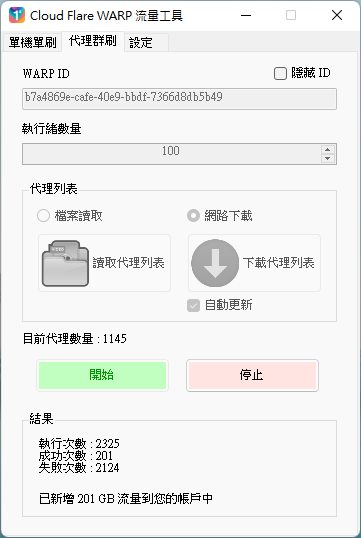 Cloud Flare WARP 流量工具
單機單刷 代理群刷 設定
WARP ID 隱藏 ID
b7a4869e-cafe-40e9-bbdf-7366d8db5b49
執行緒數量
100
代理列表
檔案讀取 網路下載
讀取代理列表 下載代理列表
自動更新
目前代理數量 : 1145
開始 停止
結果
執行次數 : 2325
成功次數 : 201
失敗次數 : 2124
已新增 201 GB 流量到您的帳戶中